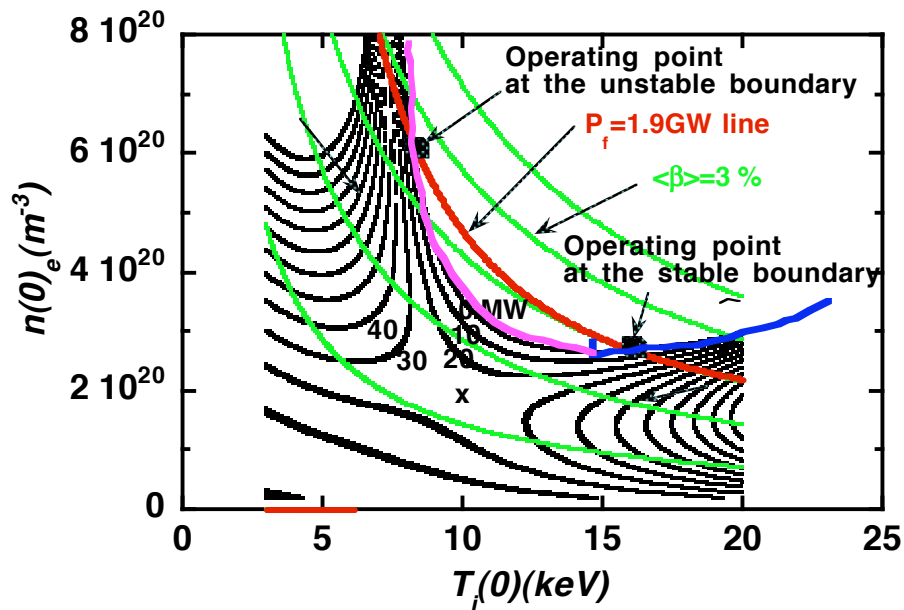 8 10^20
6 10^20
4 10^20
2 10^20
0
n(0)_e(m^-3)
Operating point
at the unstable boundary
P_f=1.9GW line
<β>=3 %
Operating point
at the stable boundary
0 MW
10
20
30
40
x
0 5 10 15 20 25
T_i(0)(keV)